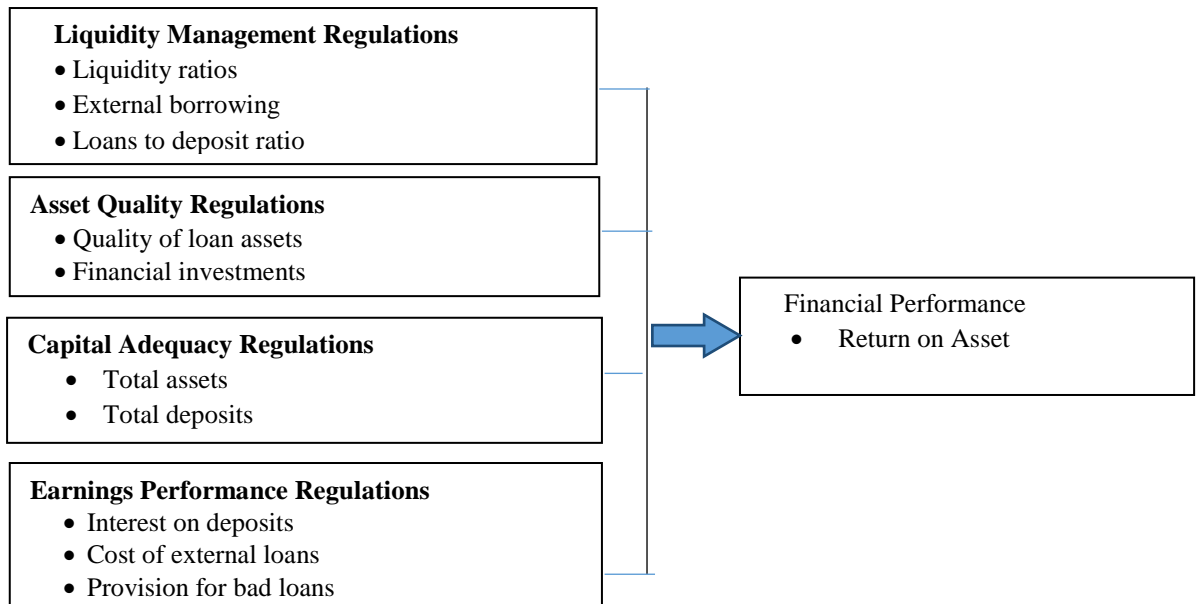 Liquidity Management Regulations
• Liquidity ratios
• External borrowing
• Loans to deposit ratio
Asset Quality Regulations
• Quality of loan assets
• Financial investments
Capital Adequacy Regulations
• Total assets
• Total deposits
Earnings Performance Regulations
• Interest on deposits
• Cost of external loans
• Provision for bad loans
Financial Performance
• Return on Asset